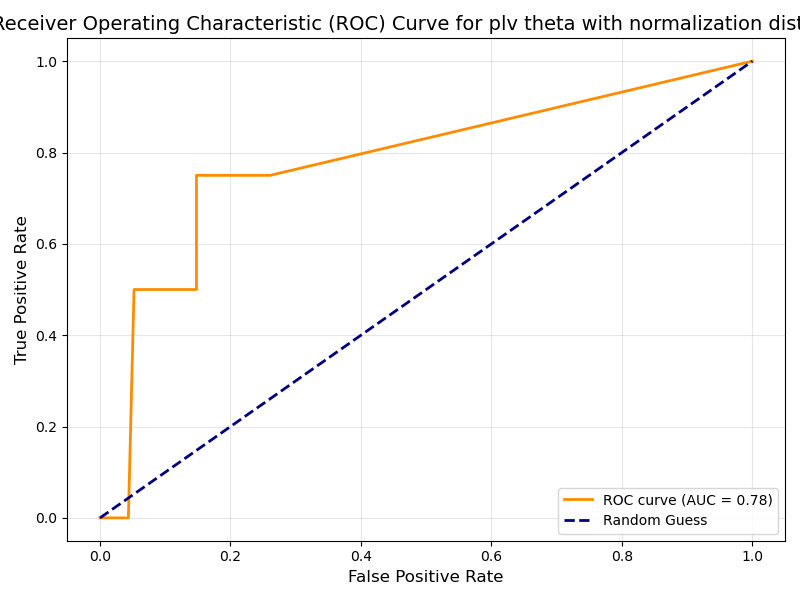 Receiver Operating Characteristic (ROC) Curve for plv theta with normalization dist
True Positive Rate
1.0
0.8
0.6
0.4
0.2
0.0
0.0 0.2 0.4 0.6 0.8 1.0
False Positive Rate
ROC curve (AUC = 0.78)
Random Guess